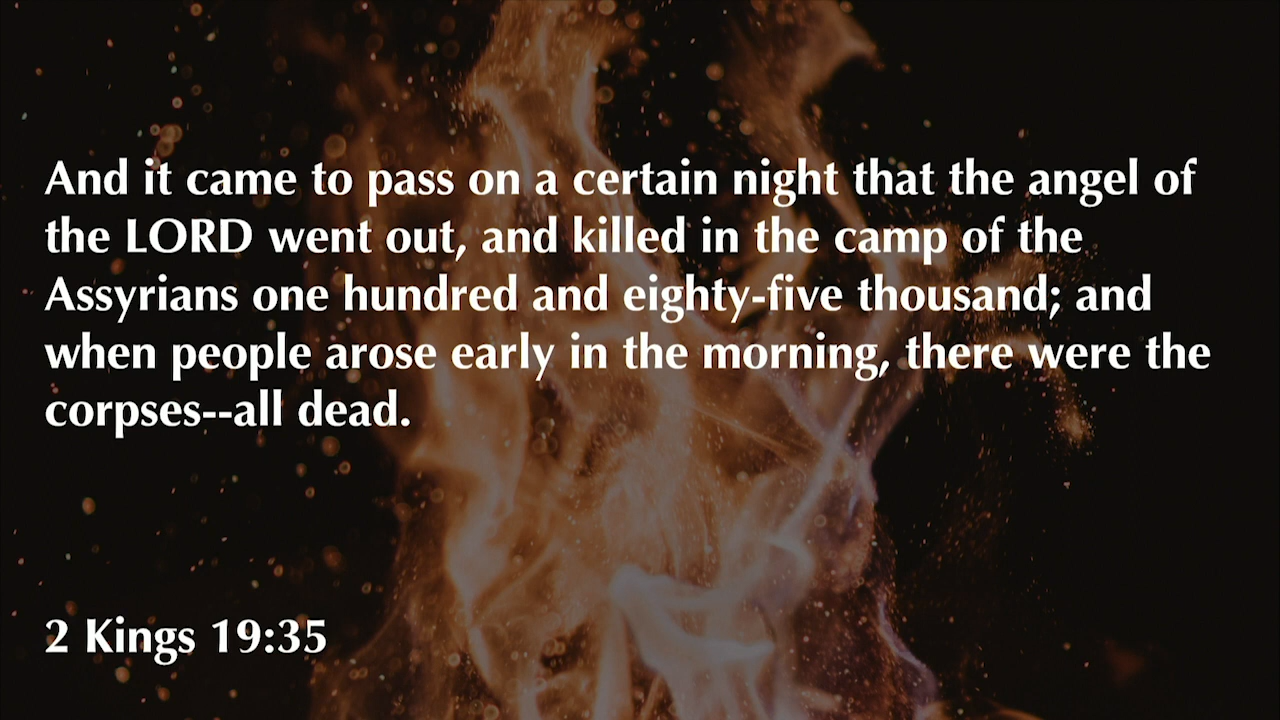 And it came to pass on a certain night that the angel of
the LORD went out, and killed in the camp of the
Assyrians one hundred and eighty-five thousand; and
when people arose early in the morning, there were the
corpses--all dead.
2 Kings 19:35